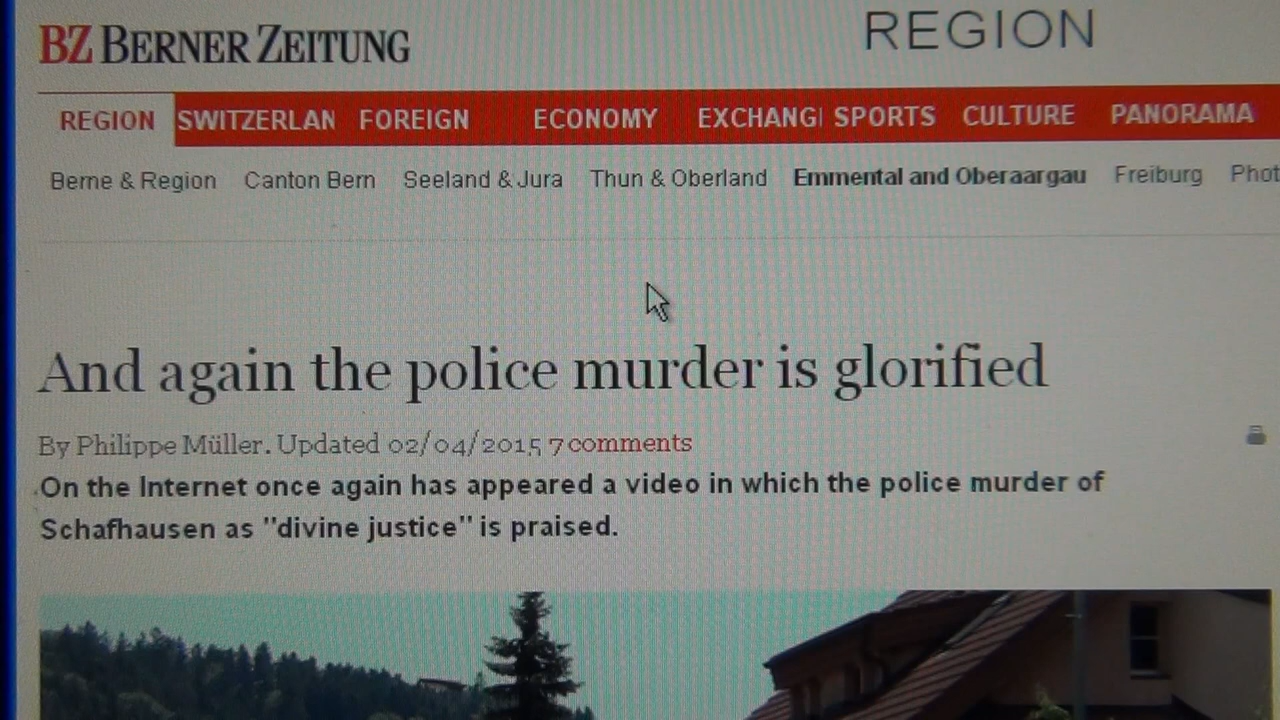 BZ BERNER ZEITUNG
REGION
REGION SWITZERLAN FOREIGN ECONOMY EXCHANG SPORTS CULTURE PANORAMA
Berne & Region Canton Bern Seeland & Jura Thun & Oberland Emmental and Oberaargau Freiburg Phot
And again the police murder is glorified
By Philippe Müller. Updated 02/04/2015 7 comments
On the Internet once again has appeared a video in which the police murder of
Schafhausen as "divine justice" is praised.